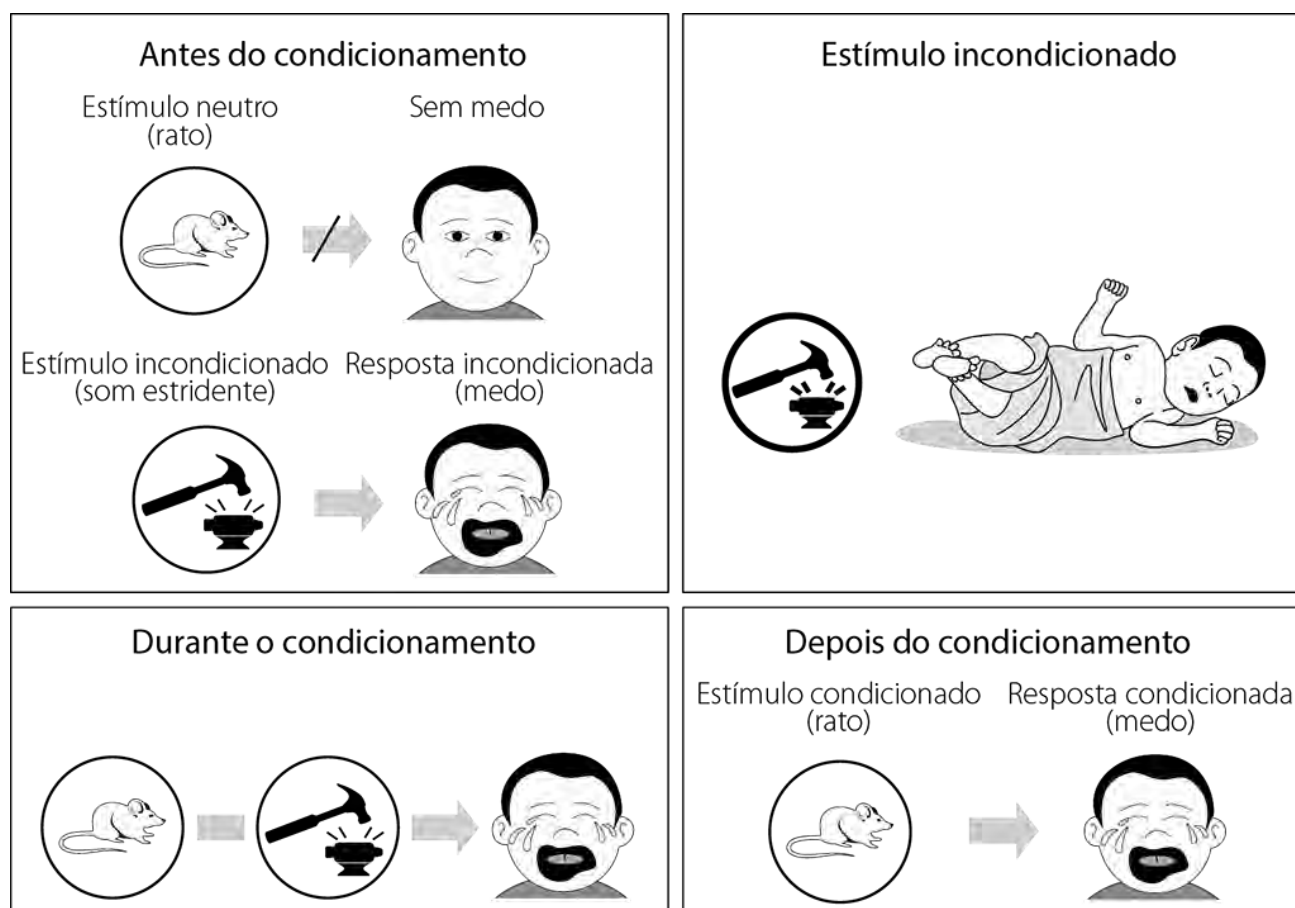 Antes do condicionamento
Estímulo neutro
(rato)
Sem medo
Estímulo incondicionado
(som estridente)
Resposta incondicionada
(medo)
Estímulo incondicionado
Durante o condicionamento
Depois do condicionamento
Estímulo condicionado
(rato)
Resposta condicionada
(medo)